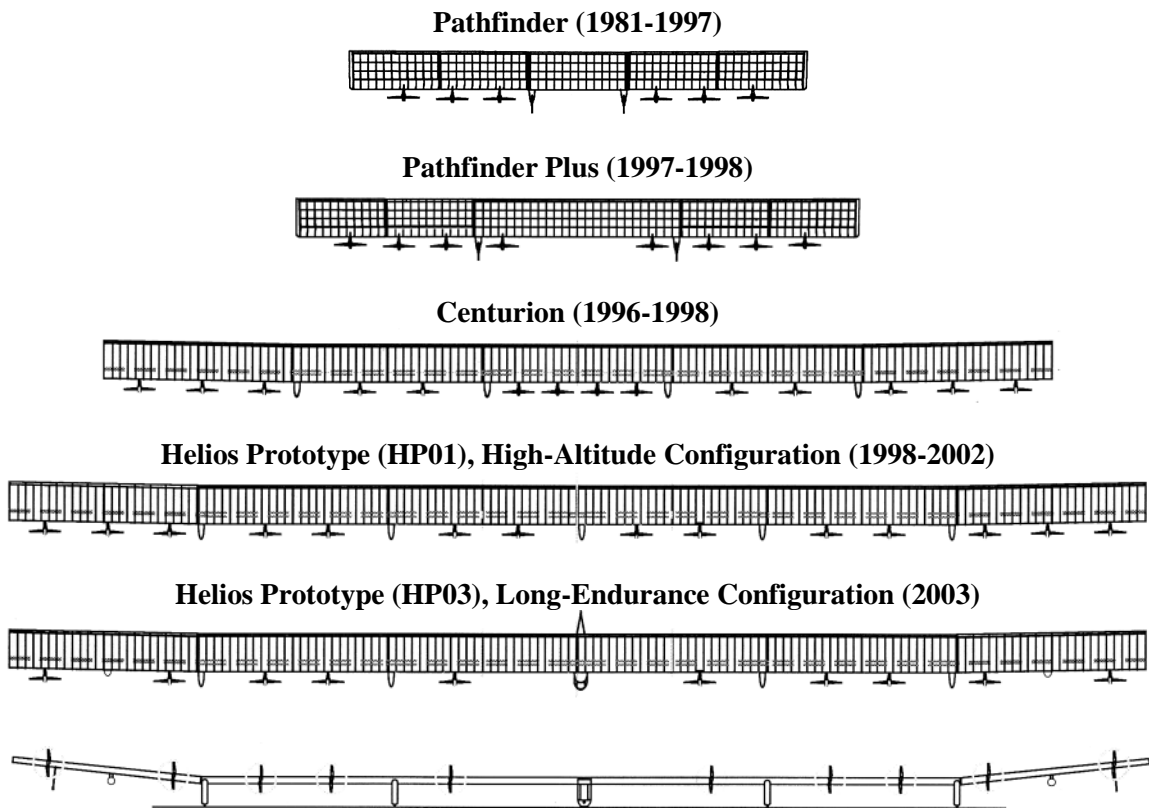 Pathfinder (1981-1997)
Pathfinder Plus (1997-1998)
Centurion (1996-1998)
Helios Prototype (HP01), High-Altitude Configuration (1998-2002)
Helios Prototype (HP03), Long-Endurance Configuration (2003)